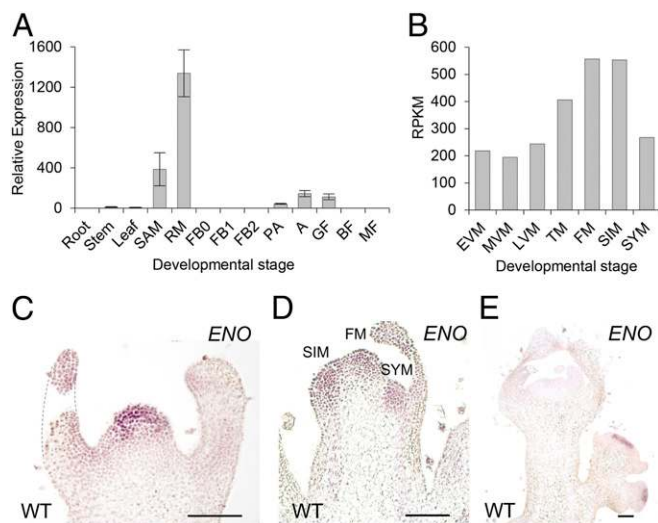 A
Relative Expression
1600
1200
800
400
0
Root
Stem
Leaf
SAM
RM
FB0
FB1
FB2
PA
A
GF
BF
MF
Developmental stage
B
RPKM
600
500
400
300
200
100
0
EVM
MVM
LVM
TM
FM
SIM
SYM
Developmental stage
C
ENO
WT
D
ENO
FM
SIM
SYM
WT
E
ENO
WT